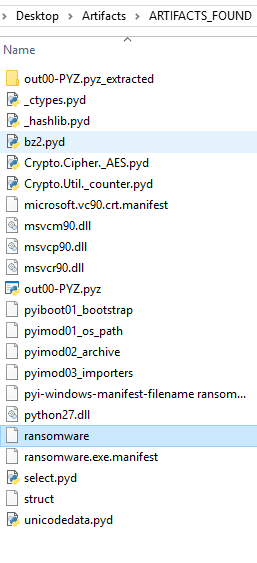 Desktop > Artifacts > ARTIFACTS_FOUND
Name
out00-PYZ.pyz_extracted
_ctypes.pyd
_hashlib.pyd
bz2.pyd
Crypto.Cipher._AES.pyd
Crypto.Util._counter.pyd
microsoft.vc90.crt.manifest
msvcm90.dll
msvcp90.dll
msvcr90.dll
out00-PYZ.pyz
pyiboot01_bootstrap
pyimod01_os_path
pyimod02_archive
pyimod03_importers
pyi-windows-manifest-filename ransom...
python27.dll
ransomware
ransomware.exe.manifest
select.pyd
struct
unicodedata.pyd